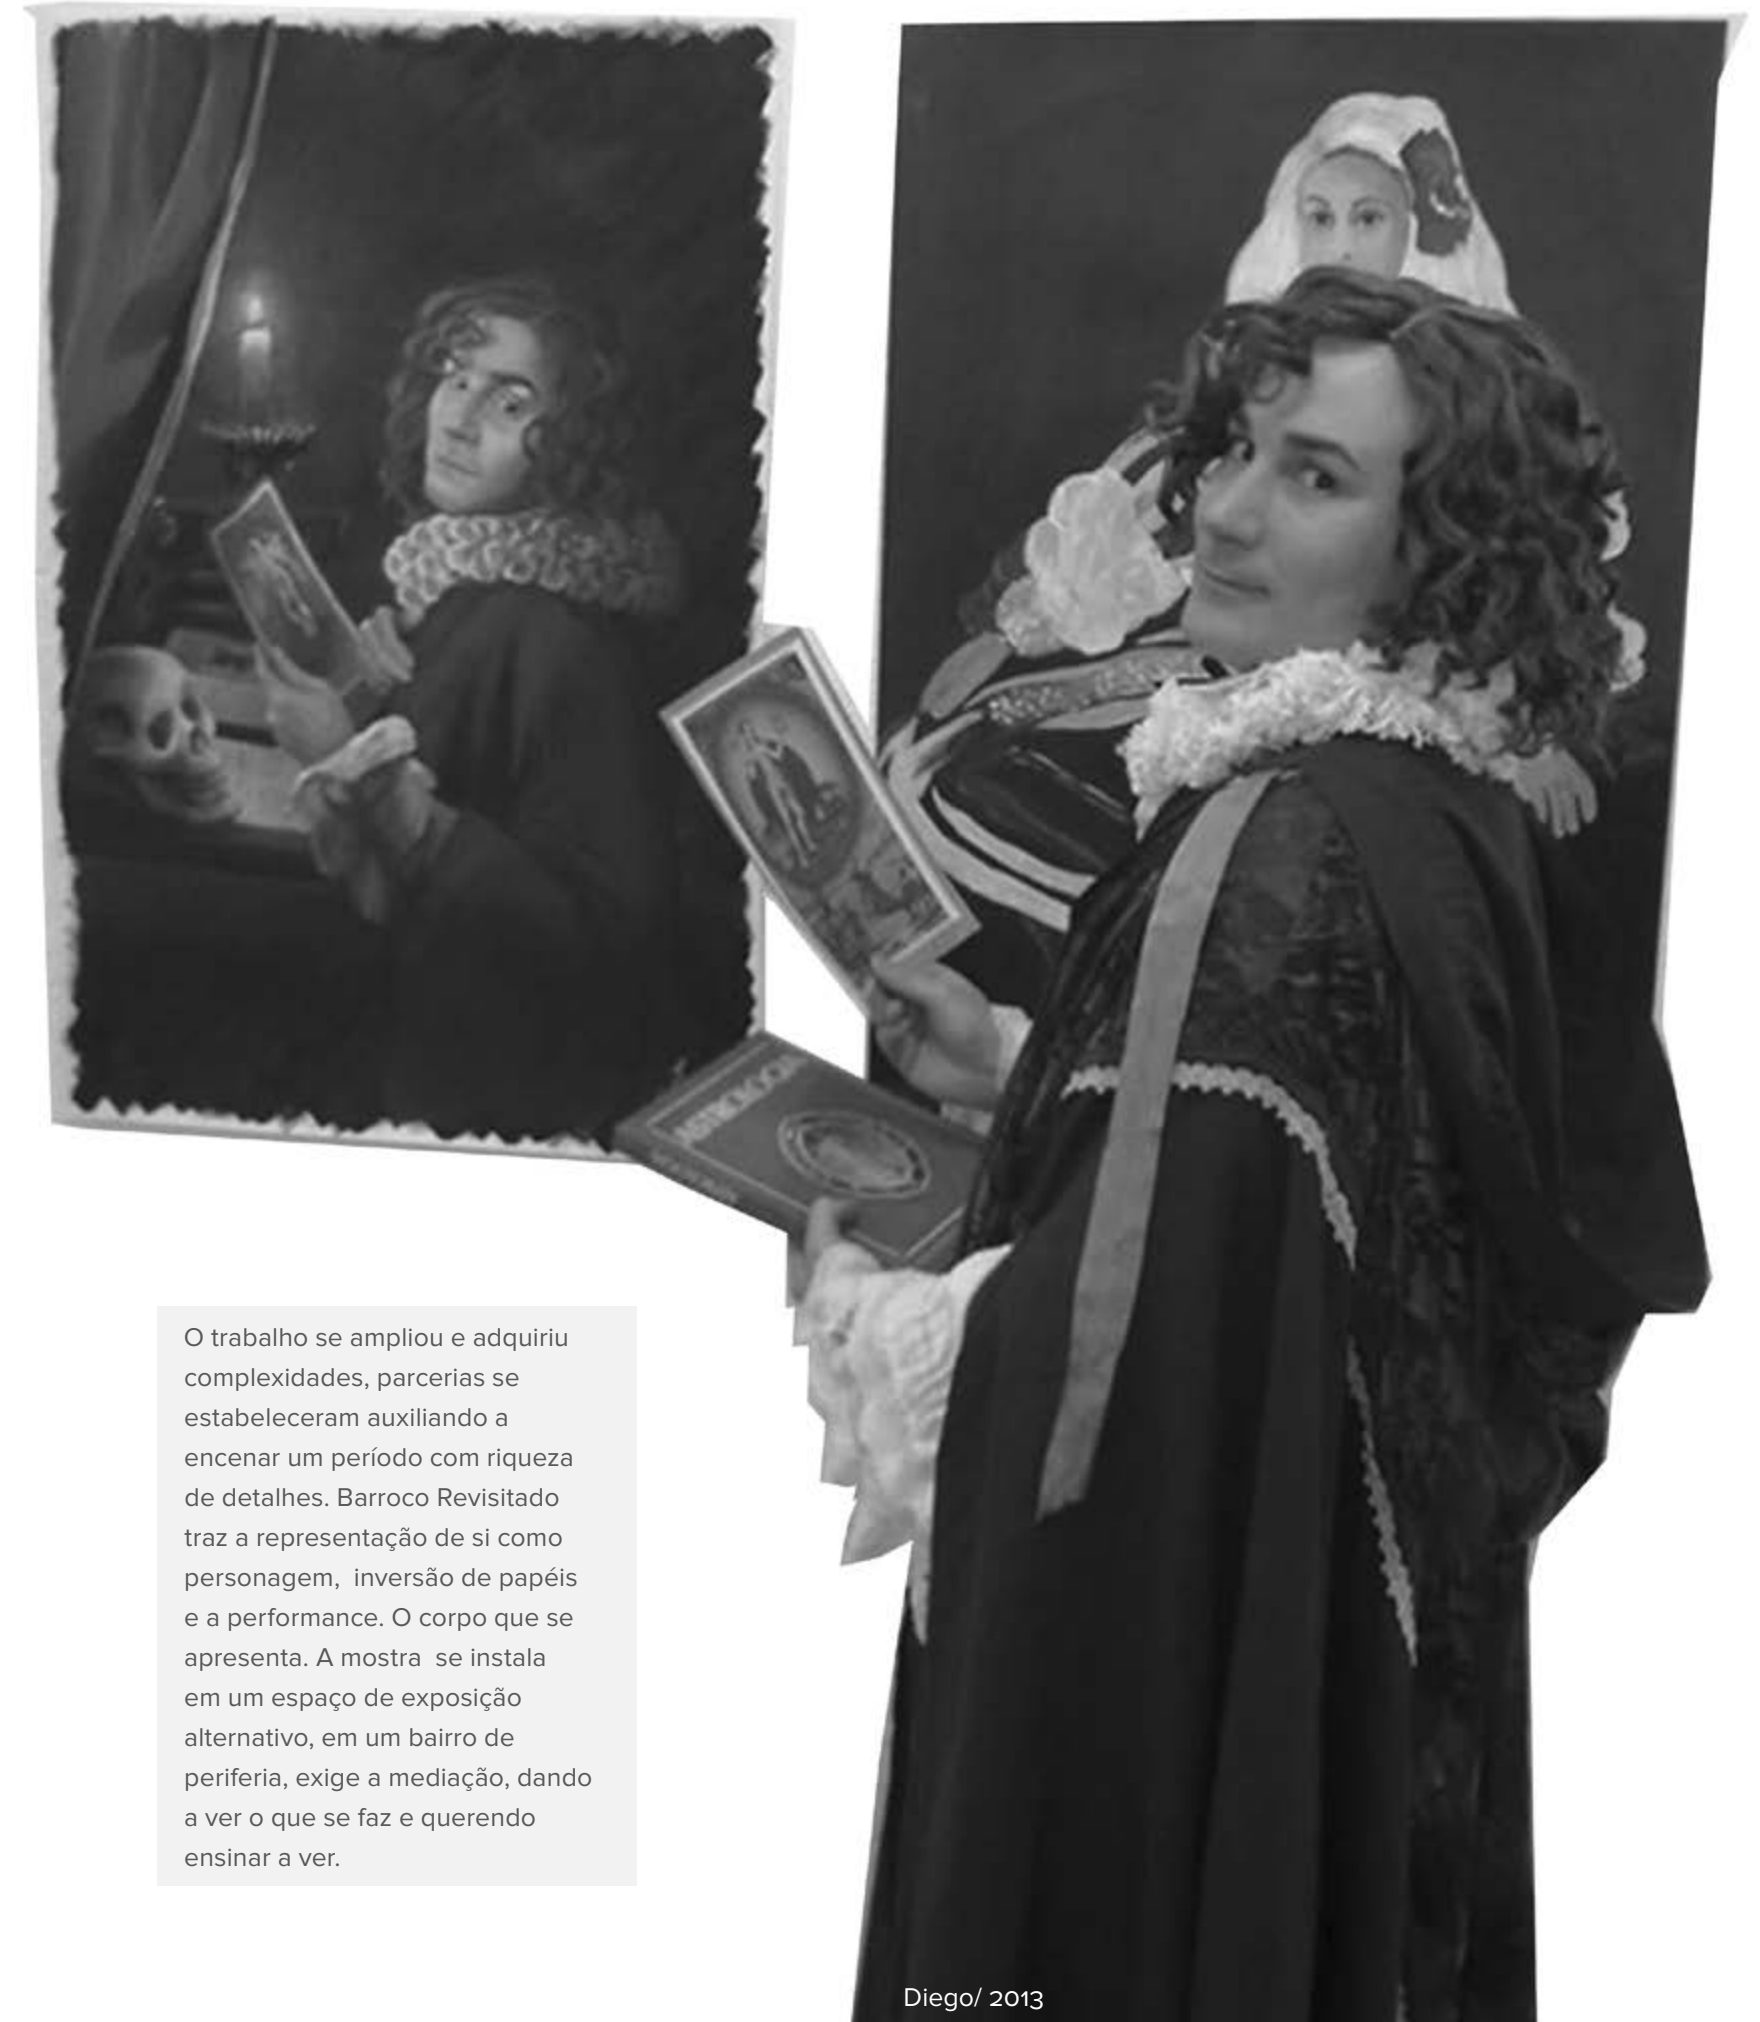 O trabalho se ampliou e adquiriu
complexidades, parcerias se
estabeleceram auxiliando a
encenar um período com riqueza
de detalhes. Barroco Revisitado
traz a representação de si como
personagem,  inversão de papéis
e a performance. O corpo que se
apresenta. A mostra  se instala
em um espaço de exposição
alternativo, em um bairro de
periferia, exige a mediação, dando
a ver o que se faz e querendo
ensinar a ver.
Diego/ 2013